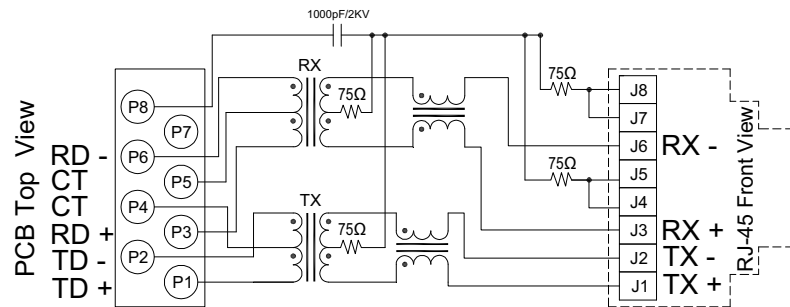 1000pF/2KV
PCB Top View
RD -
CT
CT
RD +
TD -
TD +
P8
P7
P6
P5
P4
P3
P2
P1
RX
75Ω
TX
75Ω
75Ω
75Ω
J8
J7
J6
J5
J4
J3
J2
J1
RX -
RX +
TX -
TX +
RJ-45 Front View